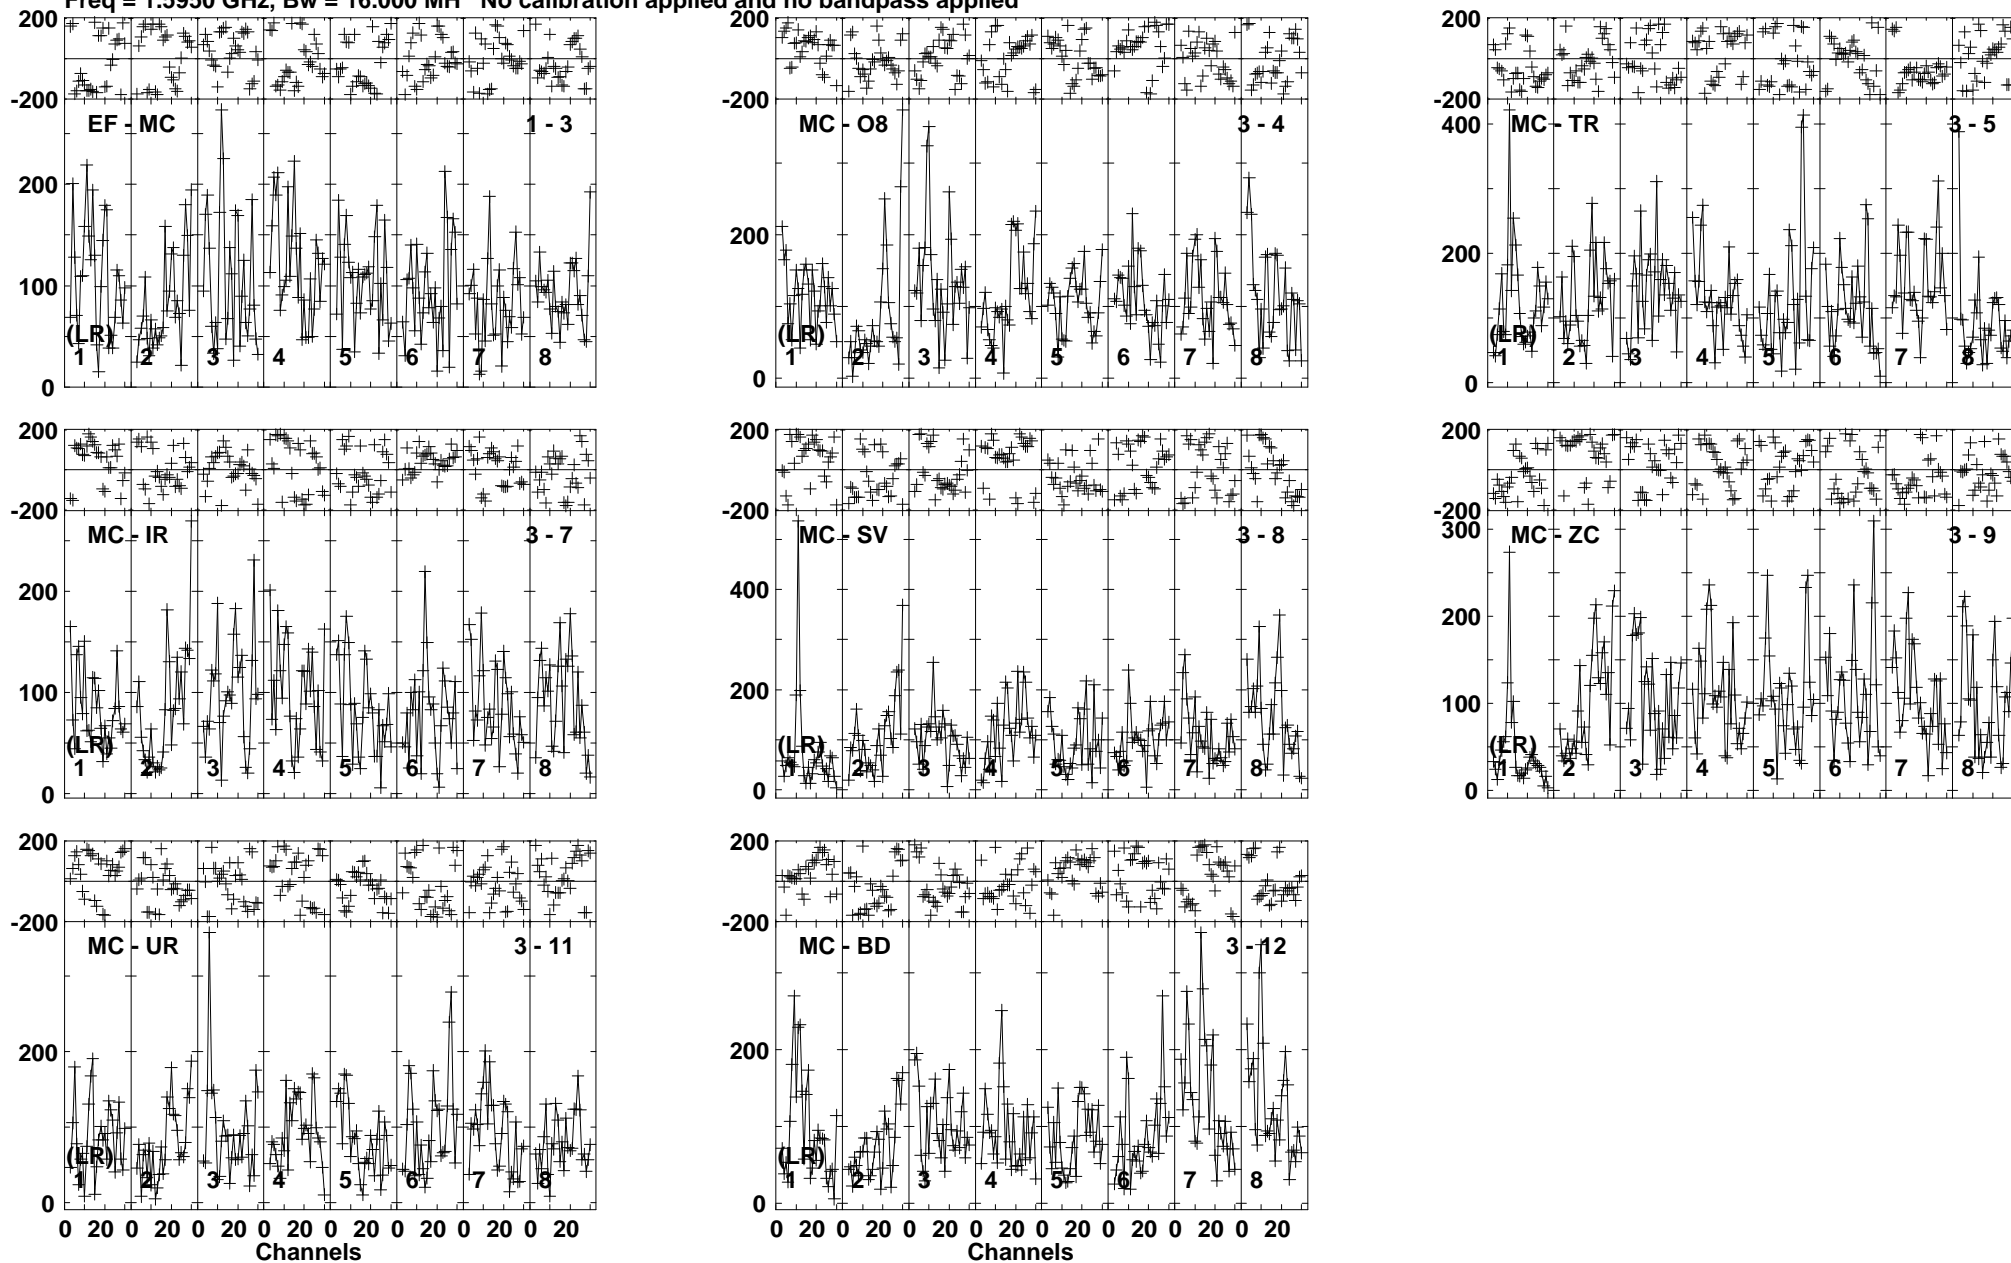 Freq = 1.5950 GHz, Bw = 16.000 MH No calibration applied and no bandpass applied
200 200 200
-200 -200 -200
EF - MC 1 - 3 MC - O8 3 - 4 MC - TR 3 - 5
400
200 200 200
100
(LR) (LR) (LR)
1 2 3 4 5 6 7 8 1 2 3 4 5 6 7 8 1 2 3 4 5 6 7 8
0 0 0
200 200 200
-200 -200 -200
MC - IR 3 - 7 MC - SV 3 - 8 MC - ZC 3 - 9
300
200 400 200
100 200 100
(LR) (LR) (LR)
1 2 3 4 5 6 7 8 1 2 3 4 5 6 7 8 1 2 3 4 5 6 7 8
0 0 0
200 200
-200 -200
MC - UR 3 - 11 MC - BD 3 - 12
200 200
(LR) (LR)
1 2 3 4 5 6 7 8 1 2 3 4 5 6 7 8
0 0
0 20 0 20 0 20 0 20 0 20 0 20 0 20 0 20 0 20 0 20 0 20 0 20 0 20 0 20 0 20 0 20
Channels Channels